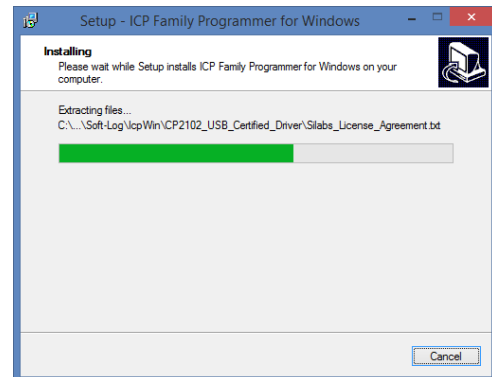 Setup - ICP Family Programmer for Windows
Installing
Please wait while Setup installs ICP Family Programmer for Windows on your
computer.
Extracting files...
C:\...\Soft-Log\IcpWin\CP2102_USB_Certified_Driver\Silabs_License_Agreement.txt
Cancel